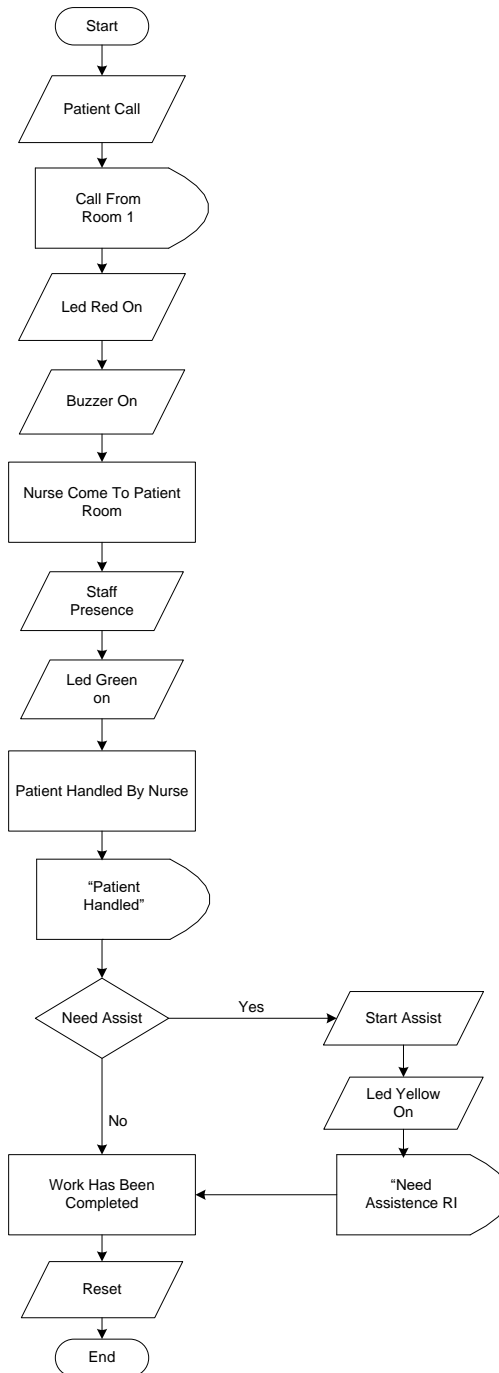 Start
Patient Call
Call From
Room 1
Led Red On
Buzzer On
Nurse Come To Patient
Room
Staff
Presence
Led Green
on
Patient Handled By Nurse
“Patient
Handled”
Need Assist
Yes
Start Assist
Led Yellow
On
No
“Need
Assistence RI
Work Has Been
Completed
Reset
End